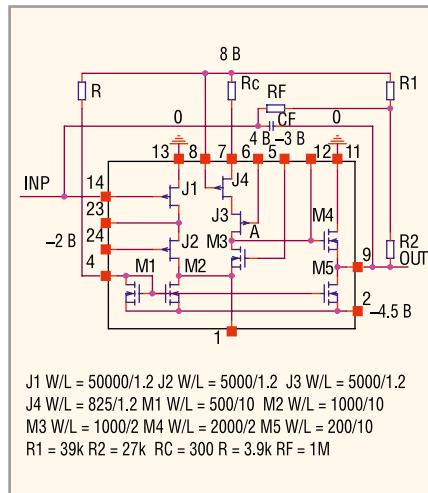 8 В
R
Rc
RF
R1
0
CF
0
4 В
–3 В
13
8
7
6
5
12
11
INP
14
J1
J4
23
J3
24
A
M4
M3
–2 В
J2
R2
9
OUT
4
M1
M2
M5
2
–4.5 В
1
J1 W/L = 50000/1.2 J2 W/L = 5000/1.2 J3 W/L = 5000/1.2
J4 W/L = 825/1.2 M1 W/L = 500/10 M2 W/L = 1000/10
M3 W/L = 1000/2 M4 W/L = 2000/2 M5 W/L = 200/10
R1 = 39k R2 = 27k RC = 300 R = 3.9k RF = 1M